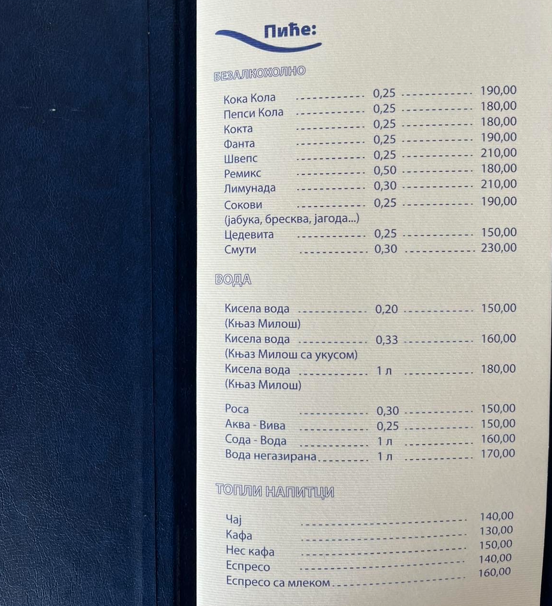 Пиће:
БЕЗАЛКОХОЛНО
Кока Кола 0,25 190,00
Пепси Кола 0,25 180,00
Кокта 0,25 180,00
Фанта 0,25 190,00
Швепс 0,25 210,00
Ремикс 0,50 180,00
Лимунада 0,30 210,00
Сокови 0,25 190,00
(јабука, бресква, јагода...)
Цедевита 0,25 150,00
Смути 0,30 230,00
ВОДА
Кисела вода 0,20 150,00
(Књаз Милош)
Кисела вода 0,33 160,00
(Књаз Милош са укусом)
Кисела вода 1 л 180,00
(Књаз Милош)
Роса 0,30 150,00
Аква - Вива 0,25 150,00
Сода - Вода 1 л 160,00
Вода негазирана 1 л 170,00
ТОПЛИ НАПИТЦИ
Чај 140,00
Кафа 130,00
Нес кафа 150,00
Еспресо 140,00
Еспресо са млеком 160,00